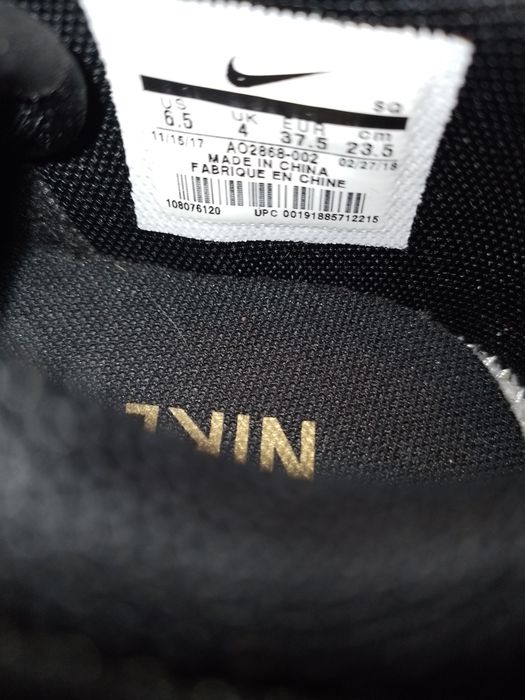 SQ
US UK EUR cm
6.5 4 37.5 23.5
11/15/17 AO2868-002 02/27/18
MADE IN CHINA
FABRIQUE EN CHINE
108076120 UPC 00191885712215
NIKE